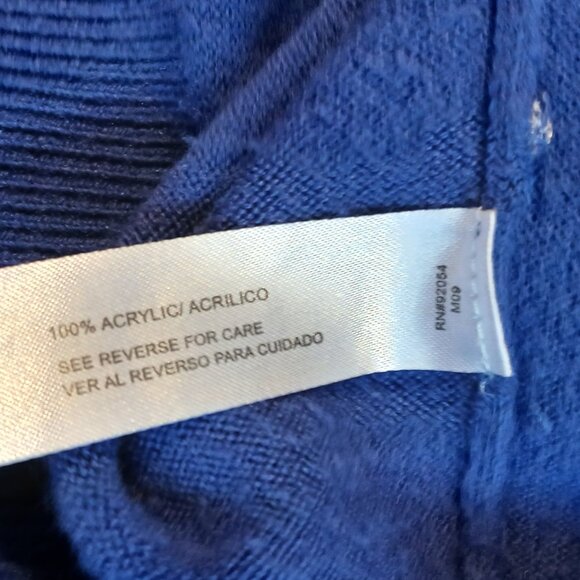 100% ACRYLIC/ ACRILICO
SEE REVERSE FOR CARE
VER AL REVERSO PARA CUIDADO
RN#92054
M09